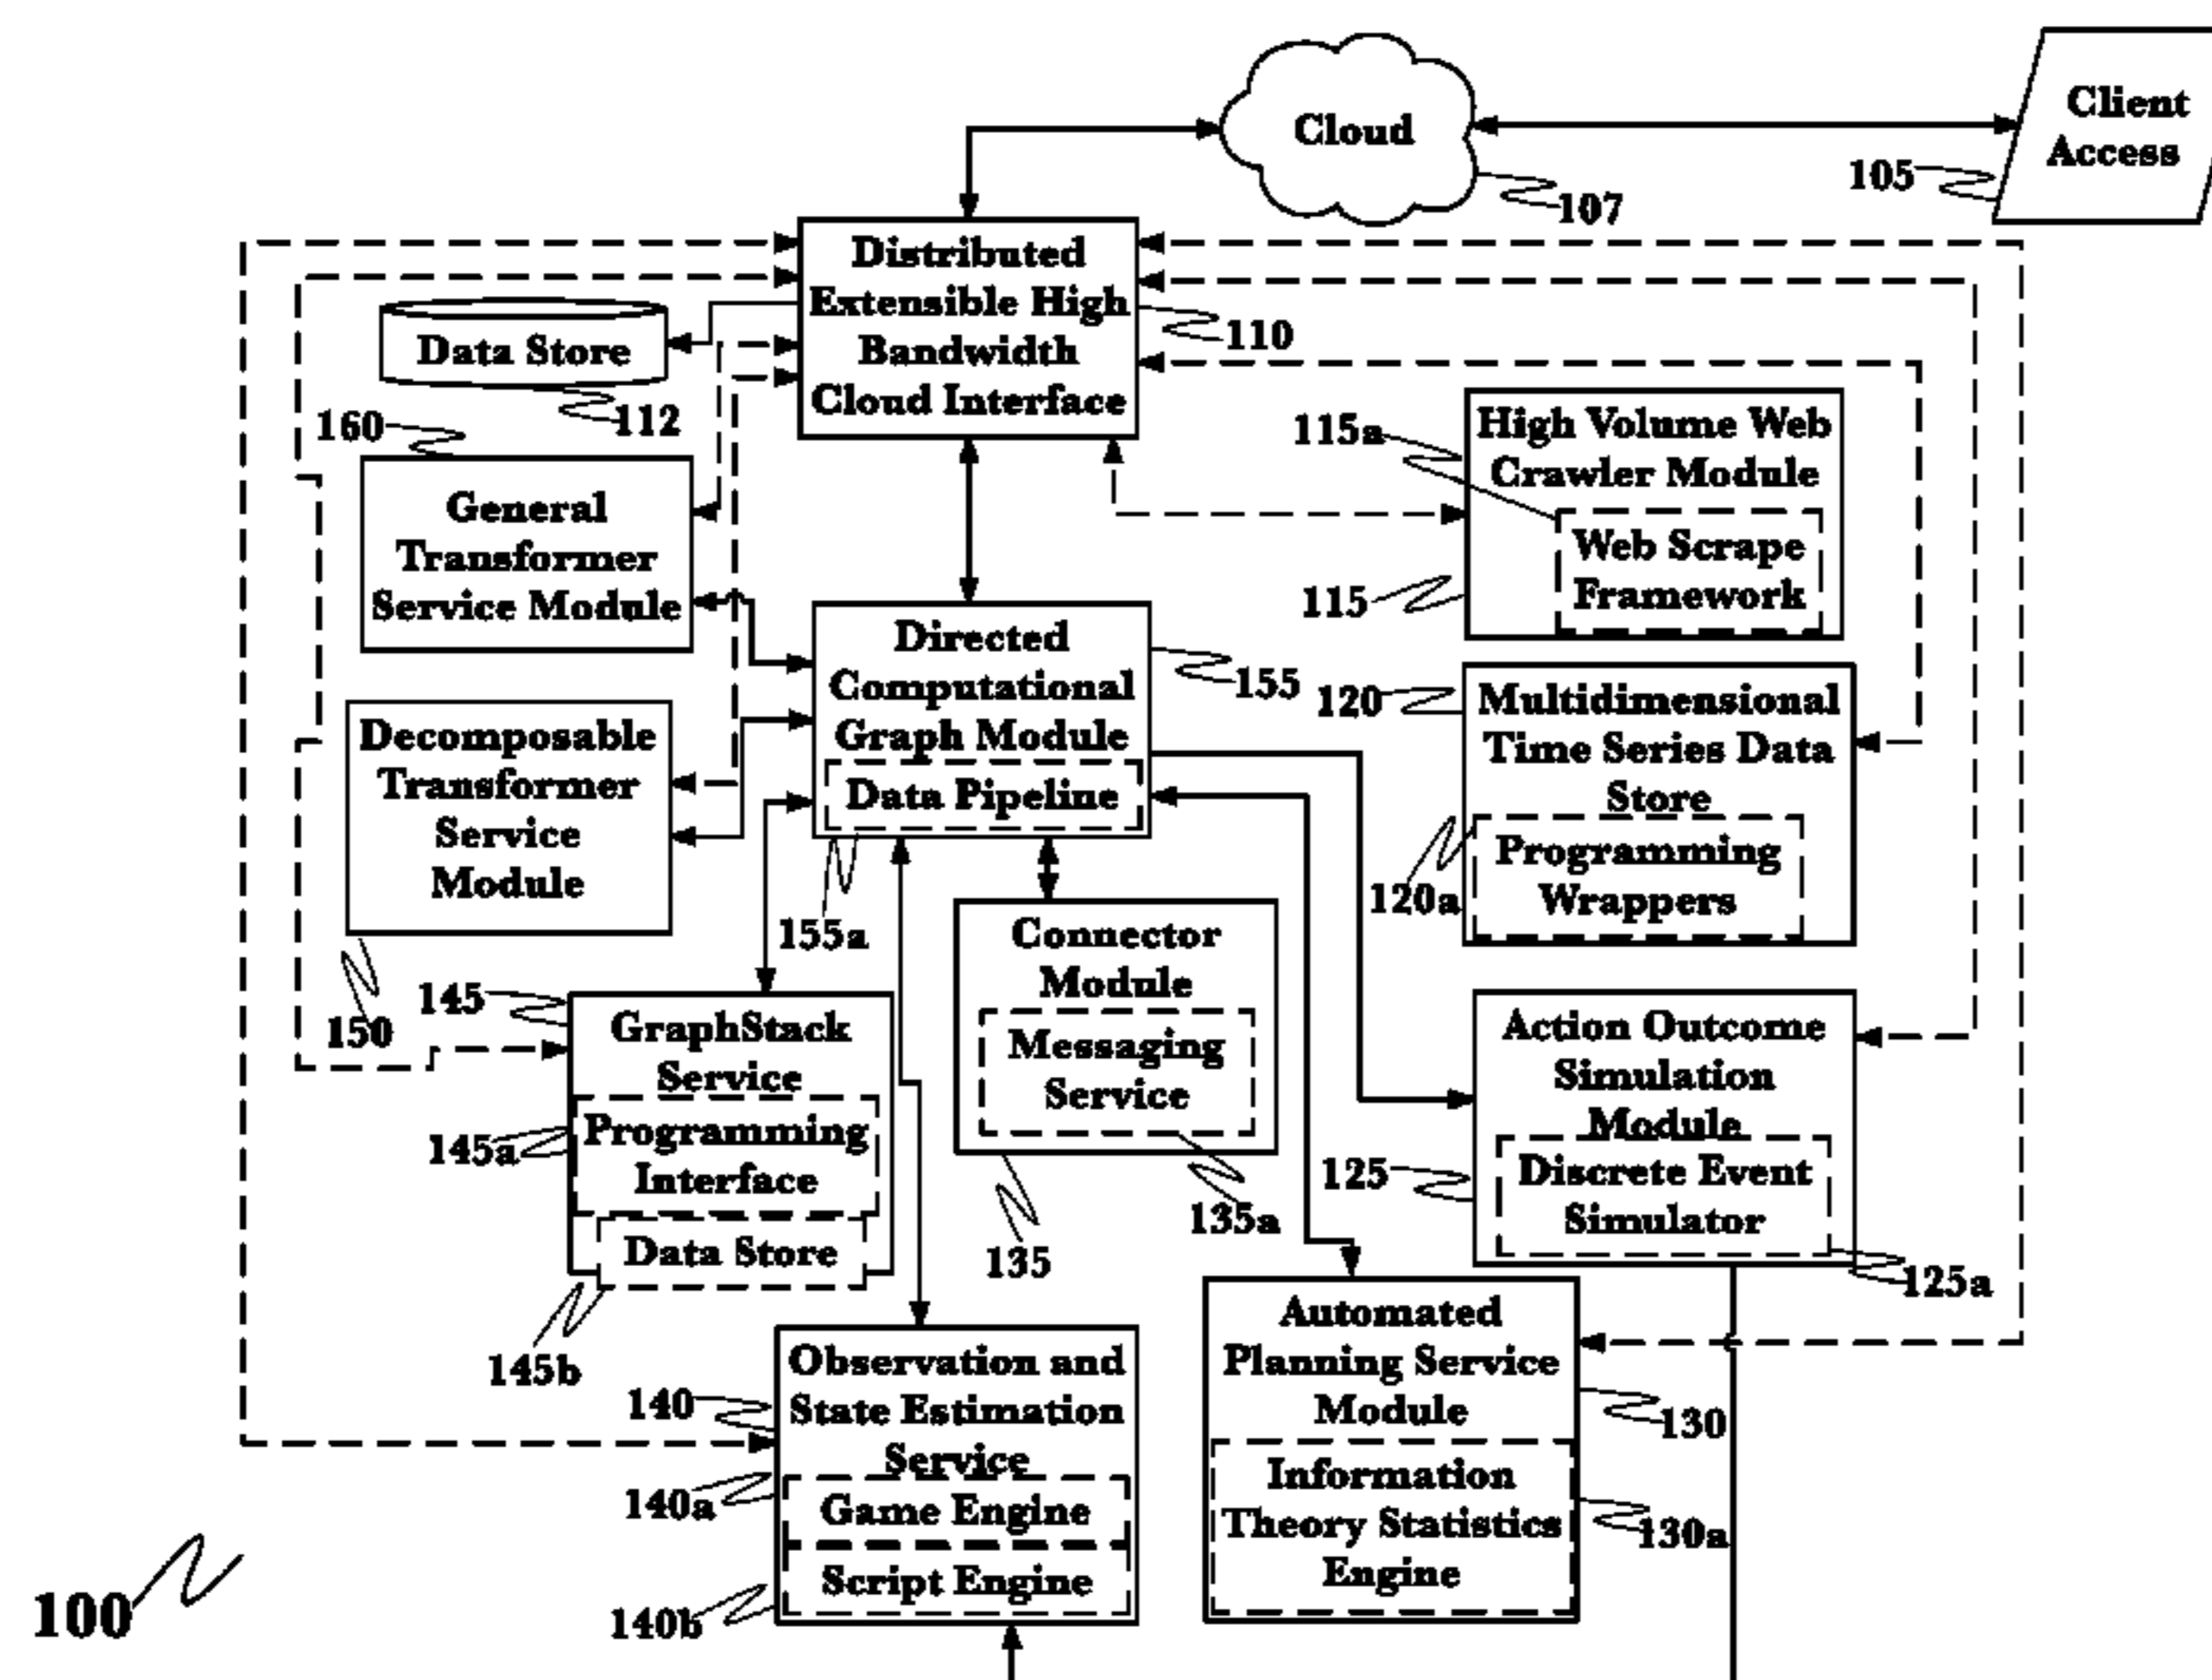 Cloud
Client
Access
105
107
Distributed
Extensible High
Bandwidth
Cloud Interface
110
Data Store
112
160
General
Transformer
Service Module
115a
High Volume Web
Crawler Module
Web Scrape
Framework
115
Directed
Computational
Graph Module
Data Pipeline
155
155a
120
Multidimensional
Time Series Data
Store
Programming
Wrappers
120a
Decomposable
Transformer
Service
Module
150
145
GraphStack
Service
Programming
Interface
Data Store
145a
145b
Connector
Module
Messaging
Service
135
135a
Action Outcome
Simulation
Module
Discrete Event
Simulator
125
125a
140
Observation and
State Estimation
Service
Game Engine
Script Engine
140a
140b
Automated
Planning Service
Module
Information
Theory Statistics
Engine
130
130a
100